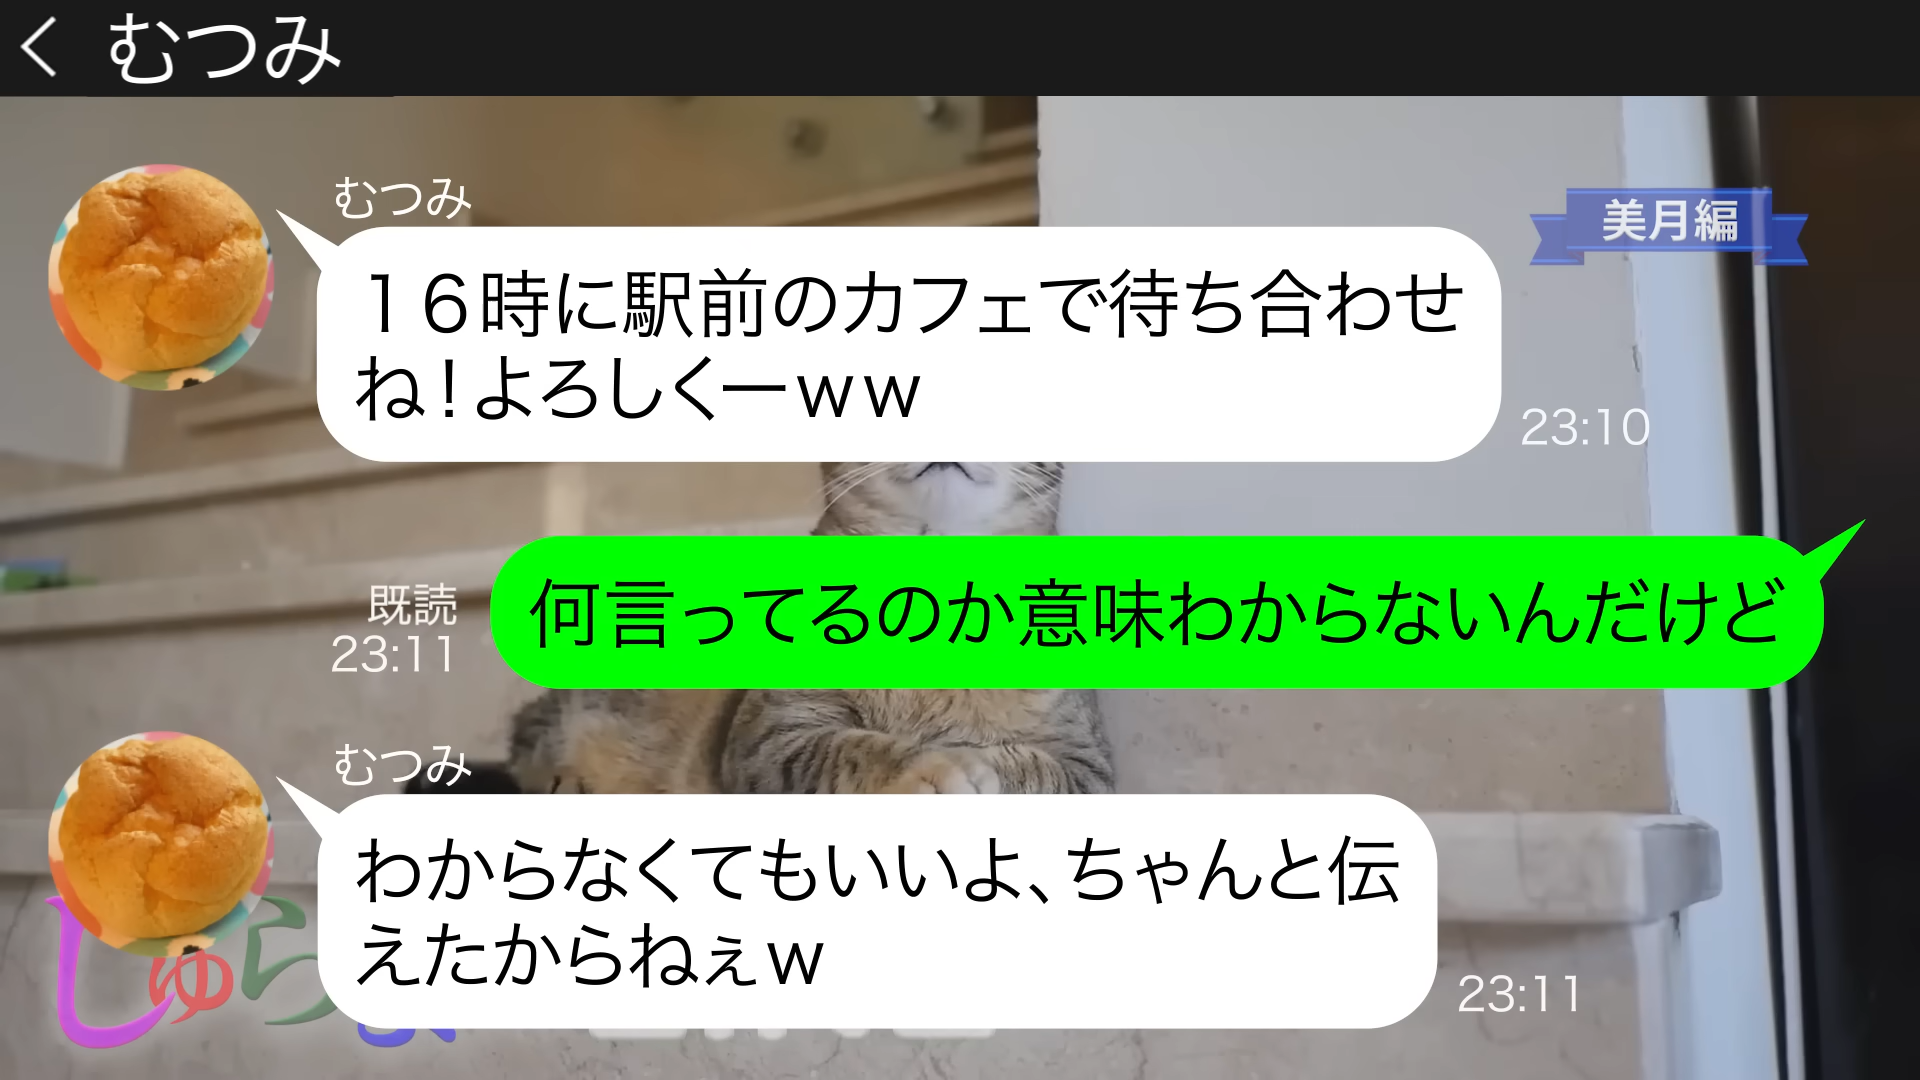 むつみ
むつみ
美月編
１６時に駅前のカフェで待ち合わせ
ね！よろしくーｗｗ
23:10
何言ってるのか意味わからないんだけど
既読
23:11
むつみ
わからなくてもいいよ、ちゃんと伝
えたからねぇｗ
23:11
しゅら